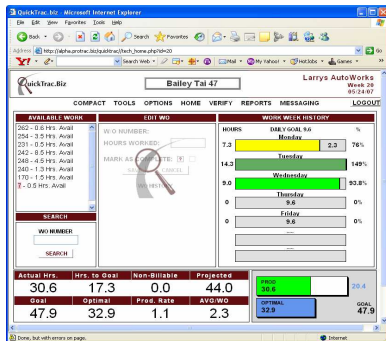 QuickTrac.biz - Microsoft Internet Explorer
File Edit View Favorites Tools Help
Back Search Favorites
Address http://alpha.protrac.biz/quicktrac/tech_home.php?id=20 Go
Search Web Mail My Yahoo! HotJobs Games
QuickTrac.Biz
Bailey Tai 47
Larrys AutoWorks
Week 20
05:24:07
COMPACT TOOLS OPTIONS HOME VERIFY REPORTS MESSAGING LOGOUT
AVAILABLE WORK
262 - 0.6 Hrs. Avail
254 - 3.5 Hrs. Avail
231 - 0.5 Hrs. Avail
242 - 0.5 Hrs. Avail
248 - 4.5 Hrs. Avail
240 - 1.3 Hrs. Avail
170 - 1.5 Hrs. Avail
? - 0.5 Hrs. Avail
SEARCH
WO NUMBER
SEARCH
EDIT WO
W.O NUMBER:
HOURS WORKED:
MARK AS COMPLETE: ?
CANCEL
WO HISTORY
WORK WEEK HISTORY
HOURS DAILY GOAL 9.6 %
Monday
7.3 2.3 76%
Tuesday
14.3 149%
Wednesday
9.0 93.8%
Thursday
0 9.6 0%
Friday
0 9.6 0%
Actual Hrs. Hrs. to Goal Non-Billable Projected
30.6 17.3 0.0 44.0
Goal Optimal Prod. Rate AVG/WO
47.9 32.9 1.1 2.3
PROD
30.6 20.4
OPTIMAL
32.9
GOAL
47.9
Done, but with errors on page. Internet